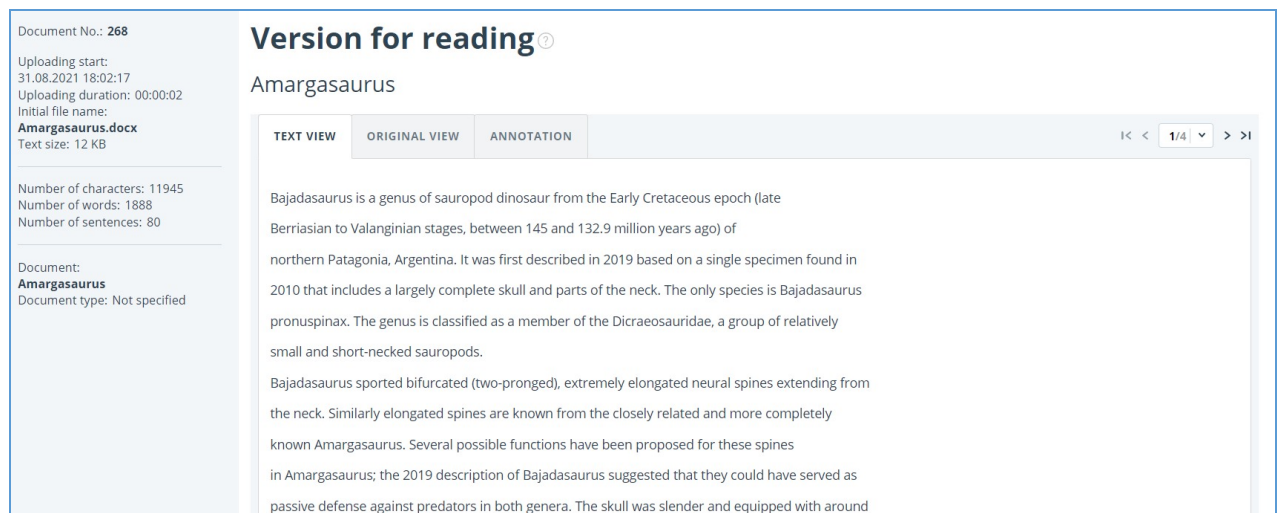 Document No.: 268
Uploading start:
31.08.2021 18:02:17
Uploading duration: 00:00:02
Initial file name:
Amargasaurus.docx
Text size: 12 KB
Number of characters: 11945
Number of words: 1888
Number of sentences: 80
Document:
Amargasaurus
Document type: Not specified
Version for reading ?
Amargasaurus
TEXT VIEW ORIGINAL VIEW ANNOTATION 1/4
Bajadasaurus is a genus of sauropod dinosaur from the Early Cretaceous epoch (late
Berriasian to Valanginian stages, between 145 and 132.9 million years ago) of
northern Patagonia, Argentina. It was first described in 2019 based on a single specimen found in
2010 that includes a largely complete skull and parts of the neck. The only species is Bajadasaurus
pronuspinax. The genus is classified as a member of the Dicraeosauridae, a group of relatively
small and short-necked sauropods.
Bajadasaurus sported bifurcated (two-pronged), extremely elongated neural spines extending from
the neck. Similarly elongated spines are known from the closely related and more completely
known Amargasaurus. Several possible functions have been proposed for these spines
in Amargasaurus; the 2019 description of Bajadasaurus suggested that they could have served as
passive defense against predators in both genera. The skull was slender and equipped with around